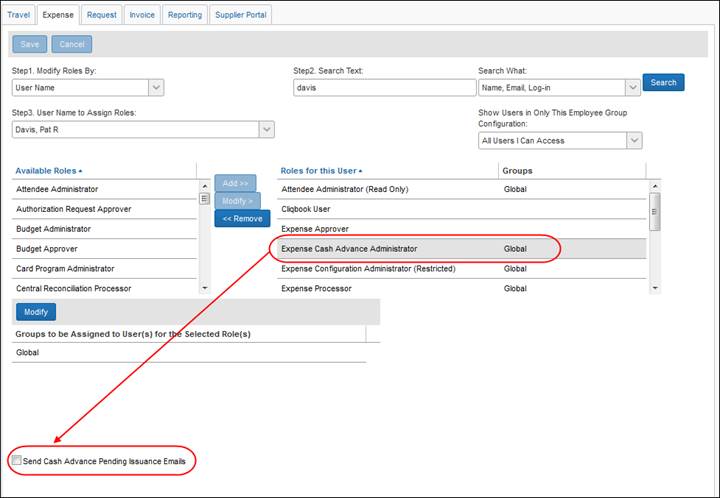 Travel Expense Request Invoice Reporting Supplier Portal
Save Cancel
Step1. Modify Roles By: Step2. Search Text: Search What:
User Name davis Name, Email, Log-in Search
Step3. User Name to Assign Roles: Show Users in Only This Employee Group
Configuration:
Davis, Pat R All Users I Can Access
Available Roles Roles for this User Groups
Add >>
Attendee Administrator Attendee Administrator (Read Only) Global
Modify >
Authorization Request Approver Cliqbook User
<< Remove
Budget Administrator Expense Approver
Budget Approver Expense Cash Advance Administrator Global
Card Program Administrator Expense Configuration Administrator (Restricted) Global
Central Reconciliation Processor Expense Processor Global
Modify
Groups to be Assigned to User(s) for the Selected Role(s)
Global
Send Cash Advance Pending Issuance Emails